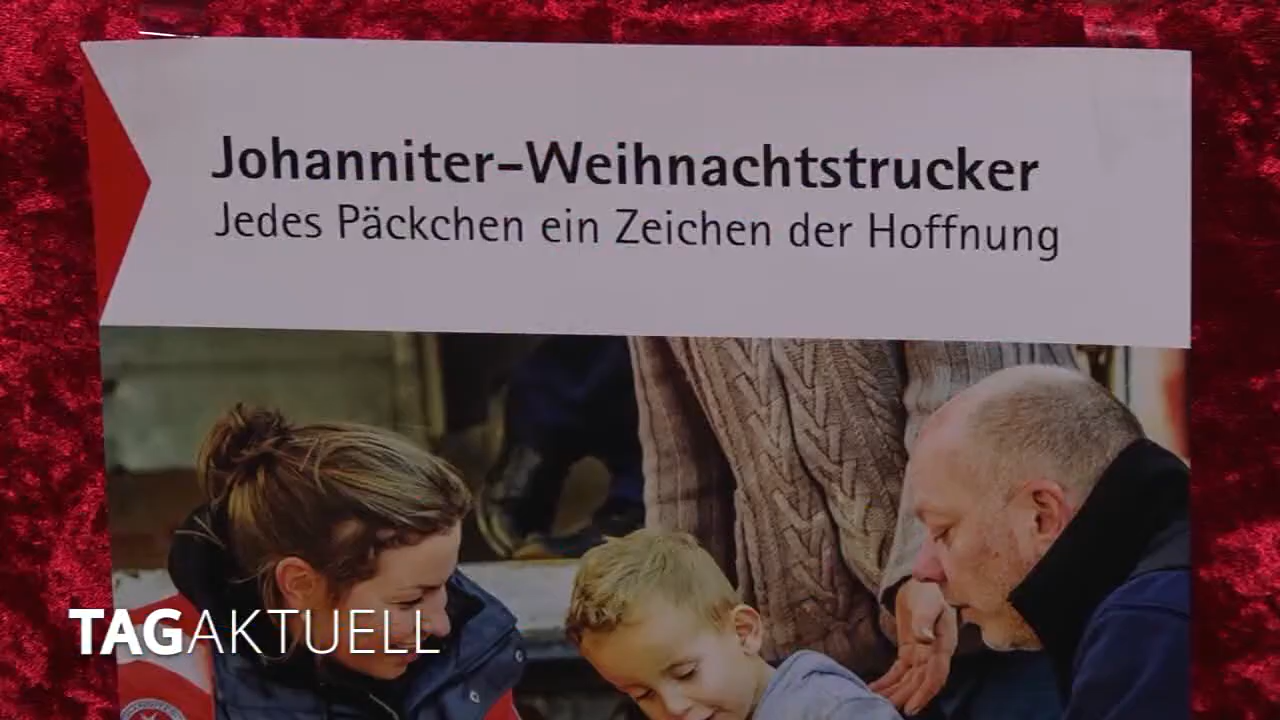 Johanniter-Weihnachtstrucker
Jedes Päckchen ein Zeichen der Hoffnung
TAGAKTUELL